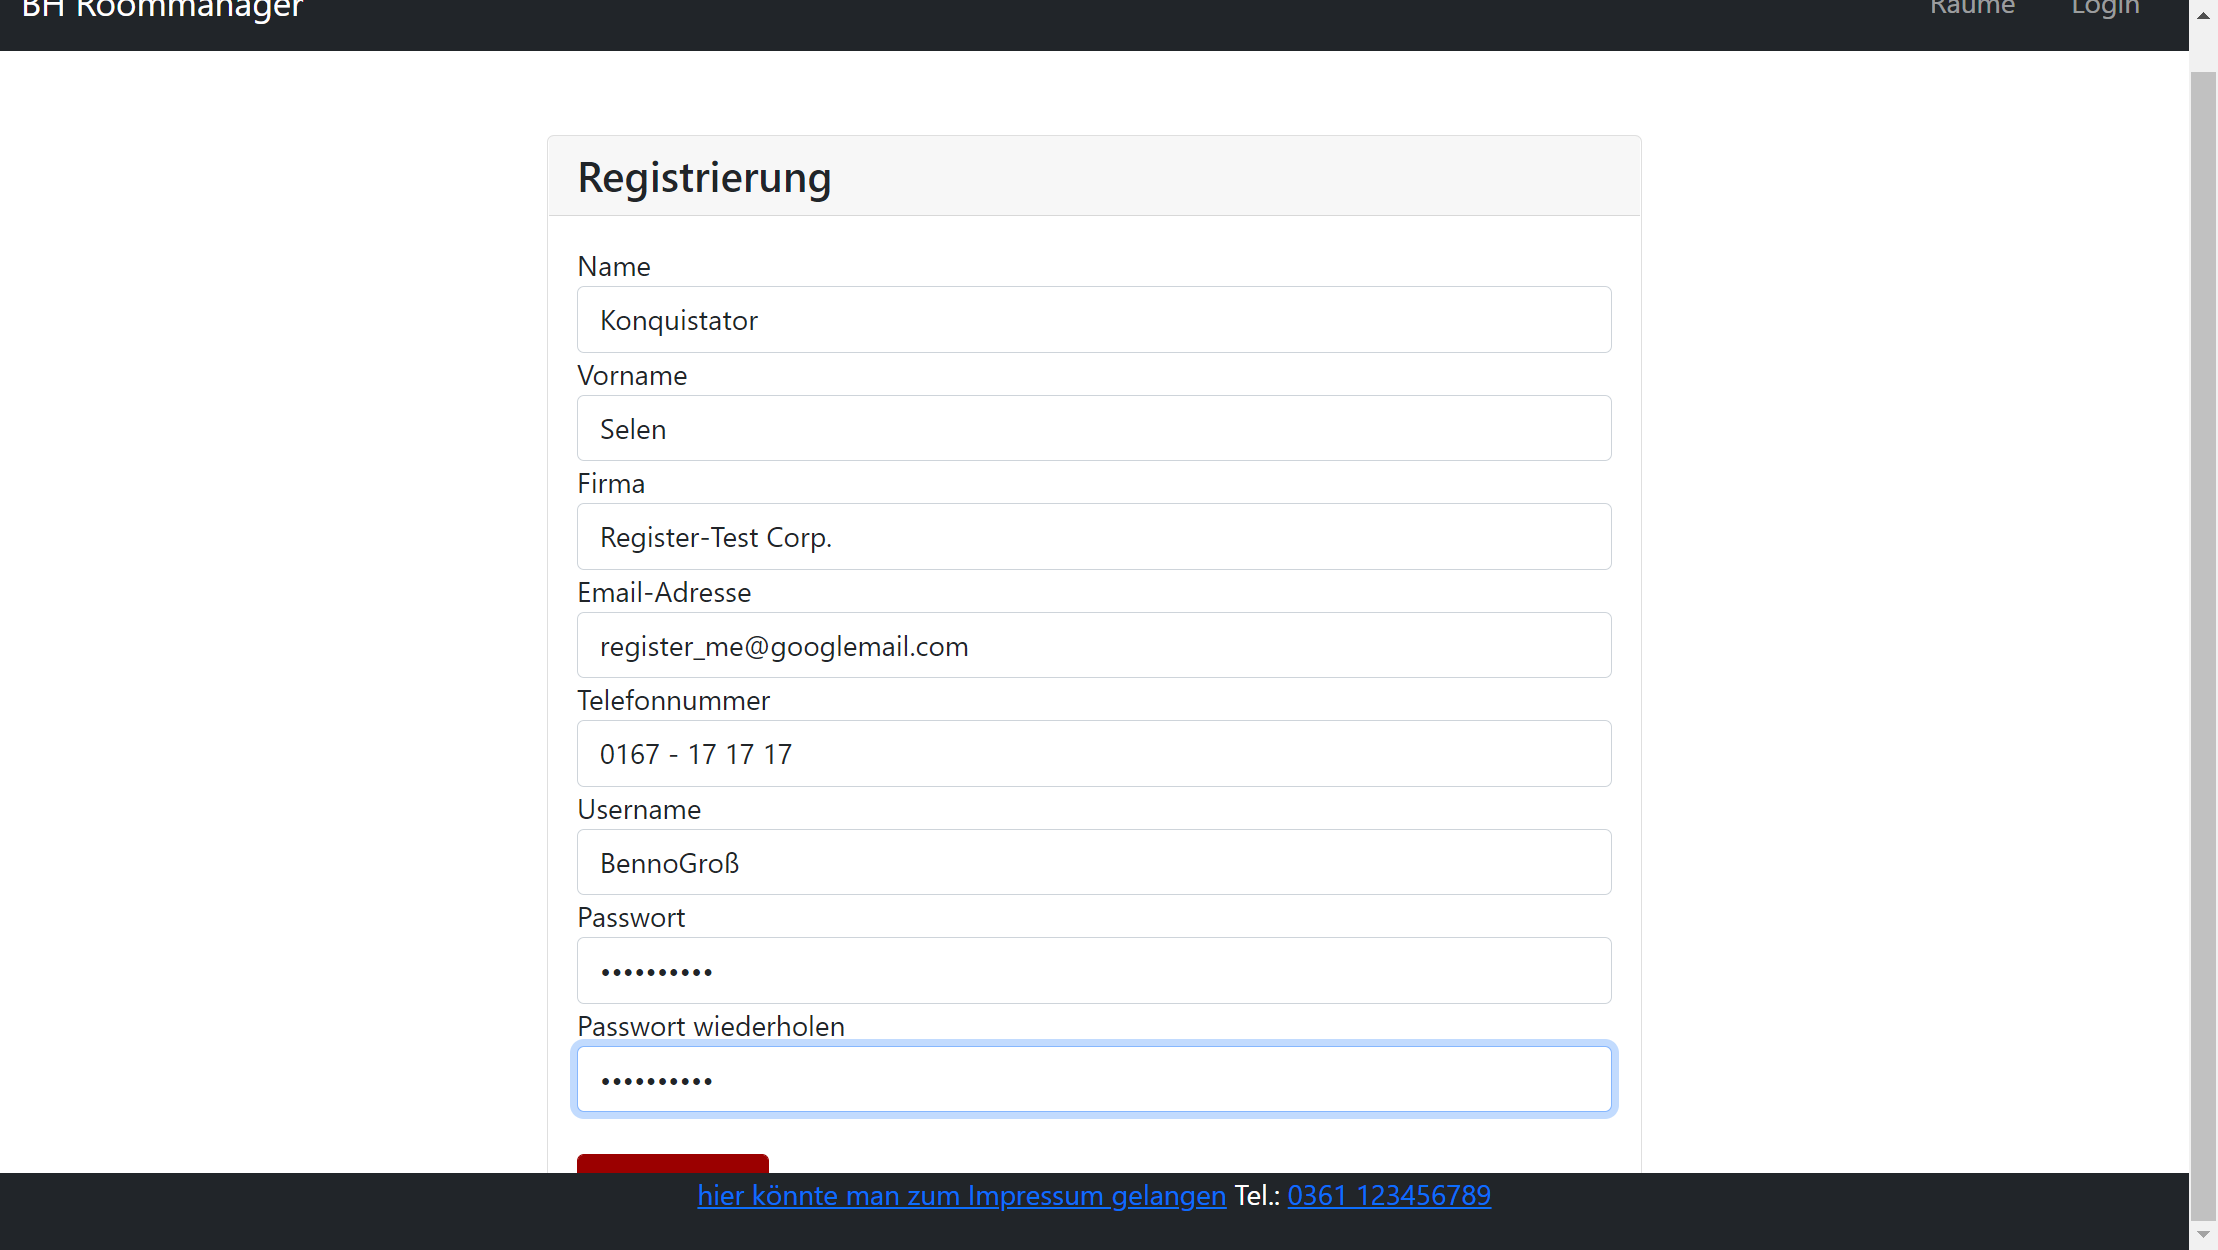 BH Roommanager
Räume Login
Registrierung
Name
Konquistator
Vorname
Selen
Firma
Register-Test Corp.
Email-Adresse
register_me@googlemail.com
Telefonnummer
0167 - 17 17 17
Username
BennoGroß
Passwort
••••••••••
Passwort wiederholen
••••••••••
hier könnte man zum Impressum gelangen Tel.: 0361 123456789